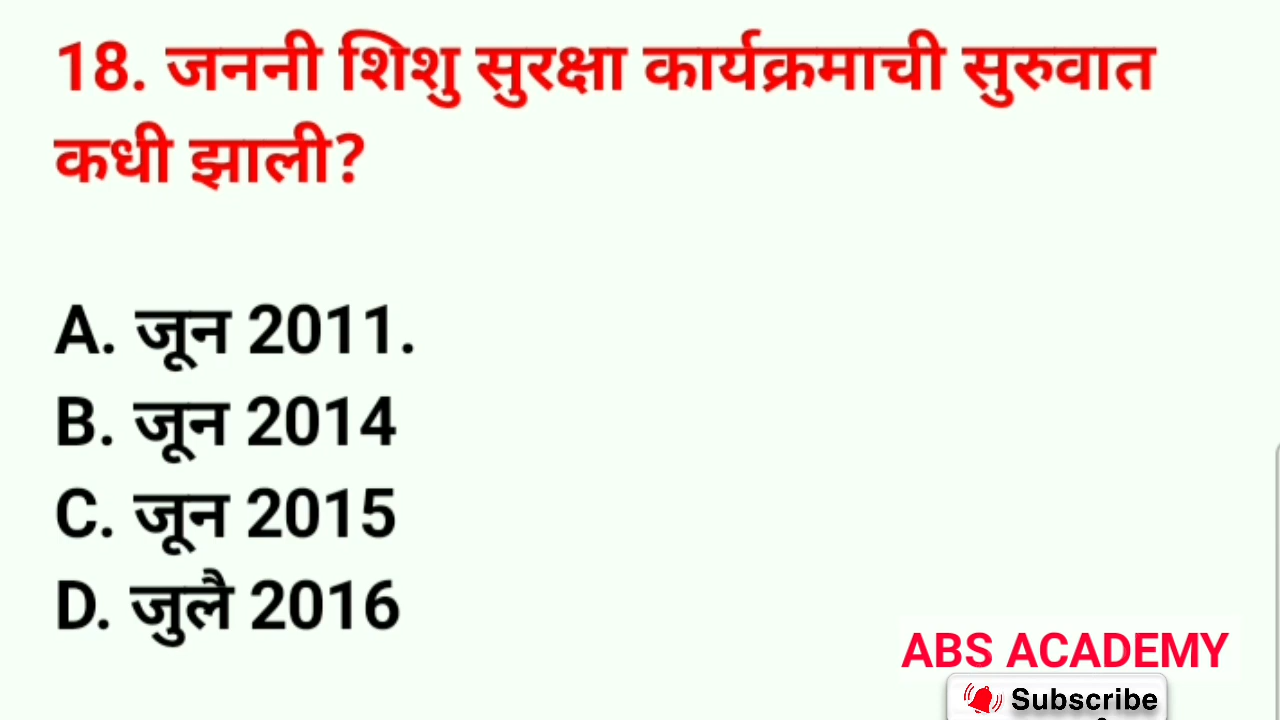 18. जननी शिशु सुरक्षा कार्यक्रमाची सुरुवात
कधी झाली?
A. जून 2011.
B. जून 2014
C. जून 2015
D. जुलै 2016
ABS ACADEMY
Subscribe